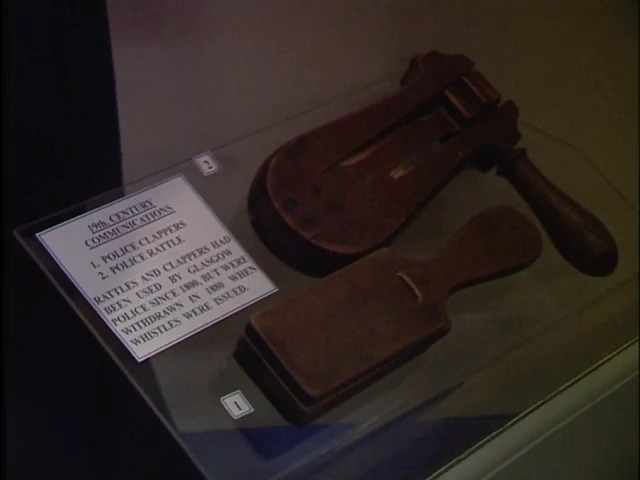 2
19th CENTURY
COMMUNICATIONS
1. POLICE CLAPPERS
2. POLICE RATTLE
RATTLES AND CLAPPERS HAD
BEEN USED BY GLASGOW
POLICE SINCE 1800, BUT WERE
WITHDRAWN IN 1880 WHEN
WHISTLES WERE ISSUED.
1